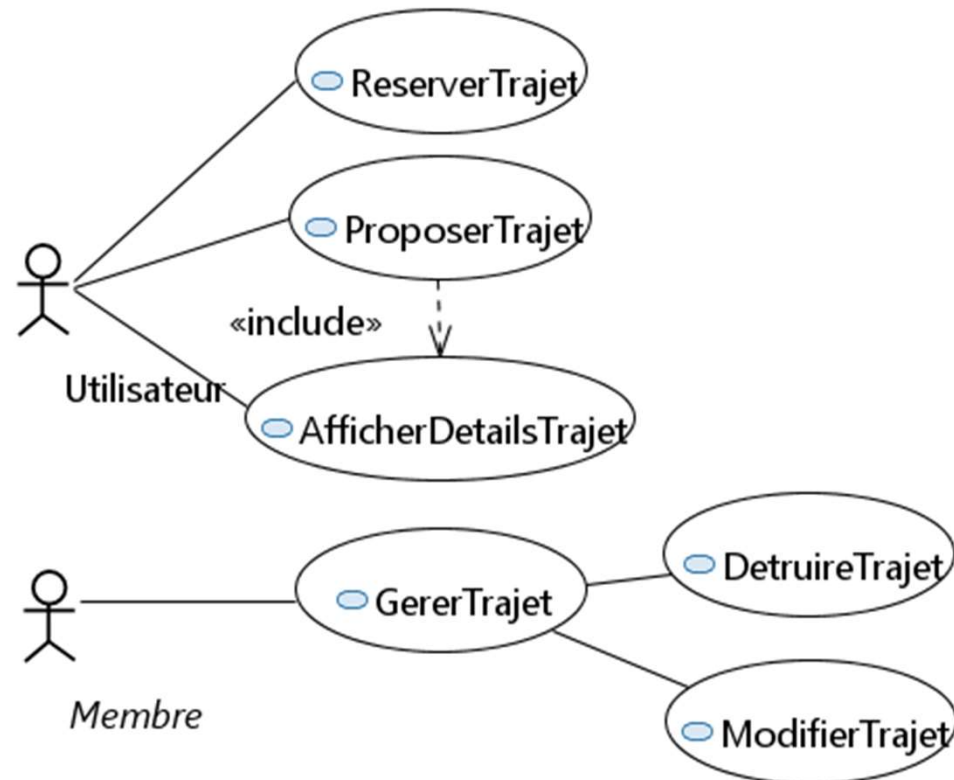 ReserverTrajet
ProposerTrajet
«include»
Utilisateur
AfficherDetailsTrajet
DetruireTrajet
GererTrajet
Membre
ModifierTrajet